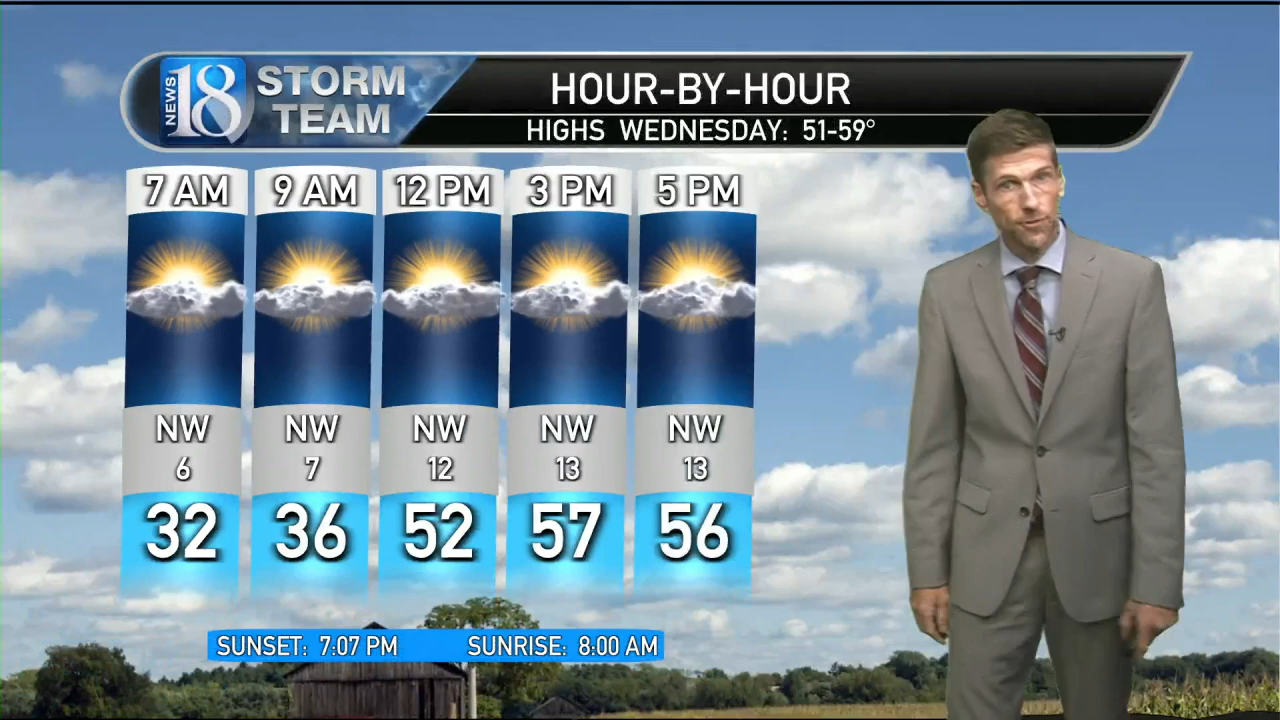 NEWS 18
STORM TEAM
HOUR-BY-HOUR
HIGHS WEDNESDAY: 51-59°
7 AM 9 AM 12 PM 3 PM 5 PM
NW NW NW NW NW
6 7 12 13 13
32 36 52 57 56
SUNSET: 7:07 PM SUNRISE: 8:00 AM